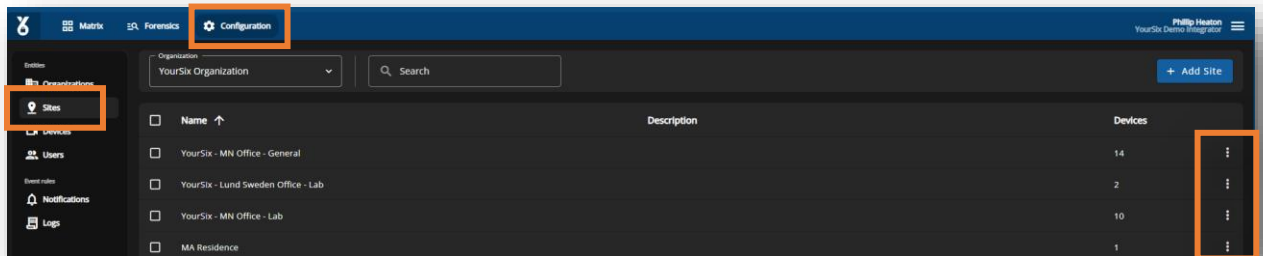 Matrix
Forensics
Configuration
Phillip Heaton
YourSix Demo Integrator
Entities
Organizations
Sites
Devices
Users
Event rules
Notifications
Logs
Organization
YourSix Organization
Search
+ Add Site
Name ↑ Description Devices
YourSix - MN Office - General 14
YourSix - Lund Sweden Office - Lab 2
YourSix - MN Office - Lab 10
MA Residence 1